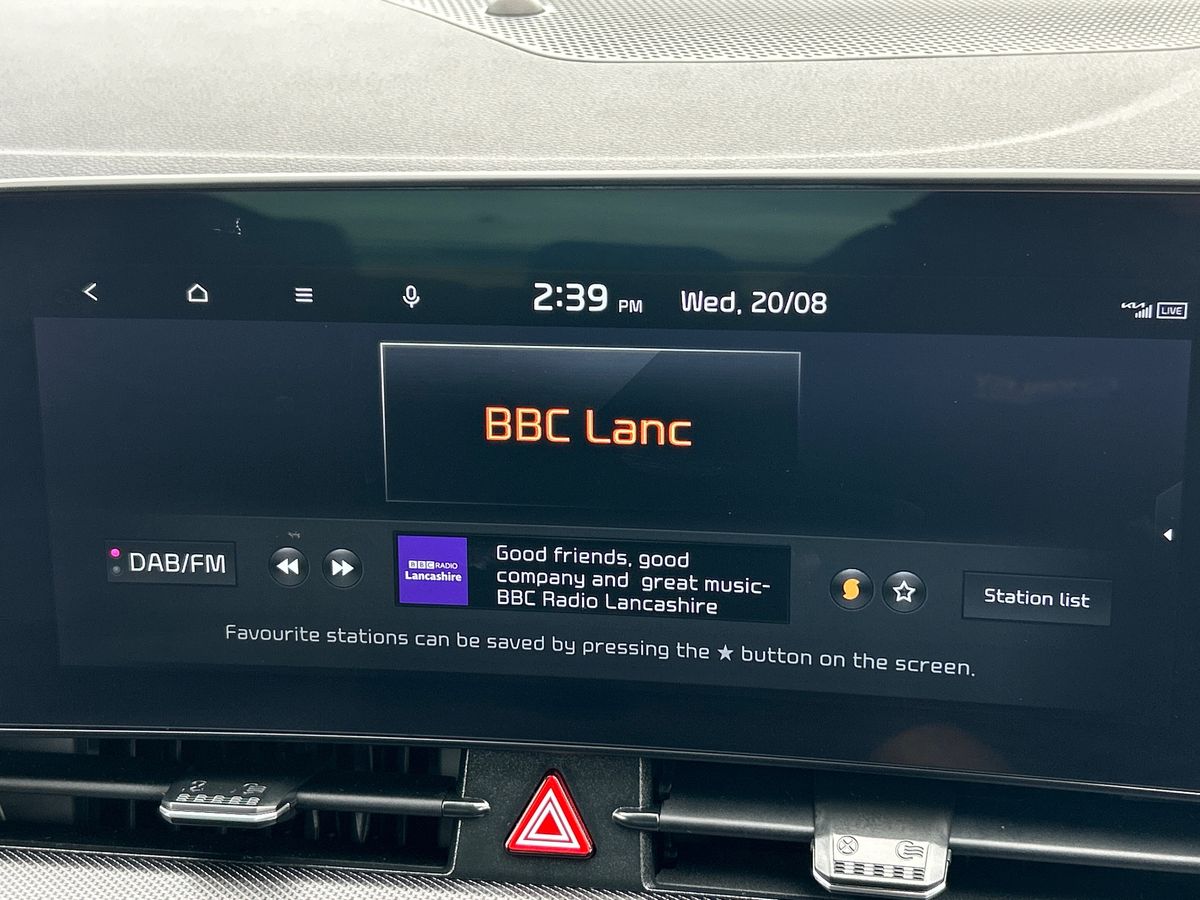 2:39 PM Wed, 20/08
LIVE
BBC Lanc
DAB/FM
BBC RADIO
Lancashire
Good friends, good
company and great music-
BBC Radio Lancashire
Station list
Favourite stations can be saved by pressing the ★ button on the screen.